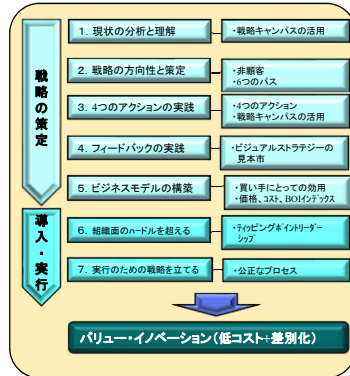 戦略の策定
導入・実行
1. 現状の分析と理解
・戦略キャンバスの活用
2. 戦略の方向性と策定
・非顧客
・6つのパス
3. 4つのアクションの実践
・4つのアクション
・戦略キャンバスの活用
4. フィードバックの実践
・ビジュアルストラテジーの
見本市
5. ビジネスモデルの構築
・買い手にとっての効用
・価格、コスト、BOIインデックス
6. 組織面のハードルを超える
・ティッピングポイントリーダー
シップ
7. 実行のための戦略を立てる
・公正なプロセス
バリュー・イノベーション(低コスト+差別化)